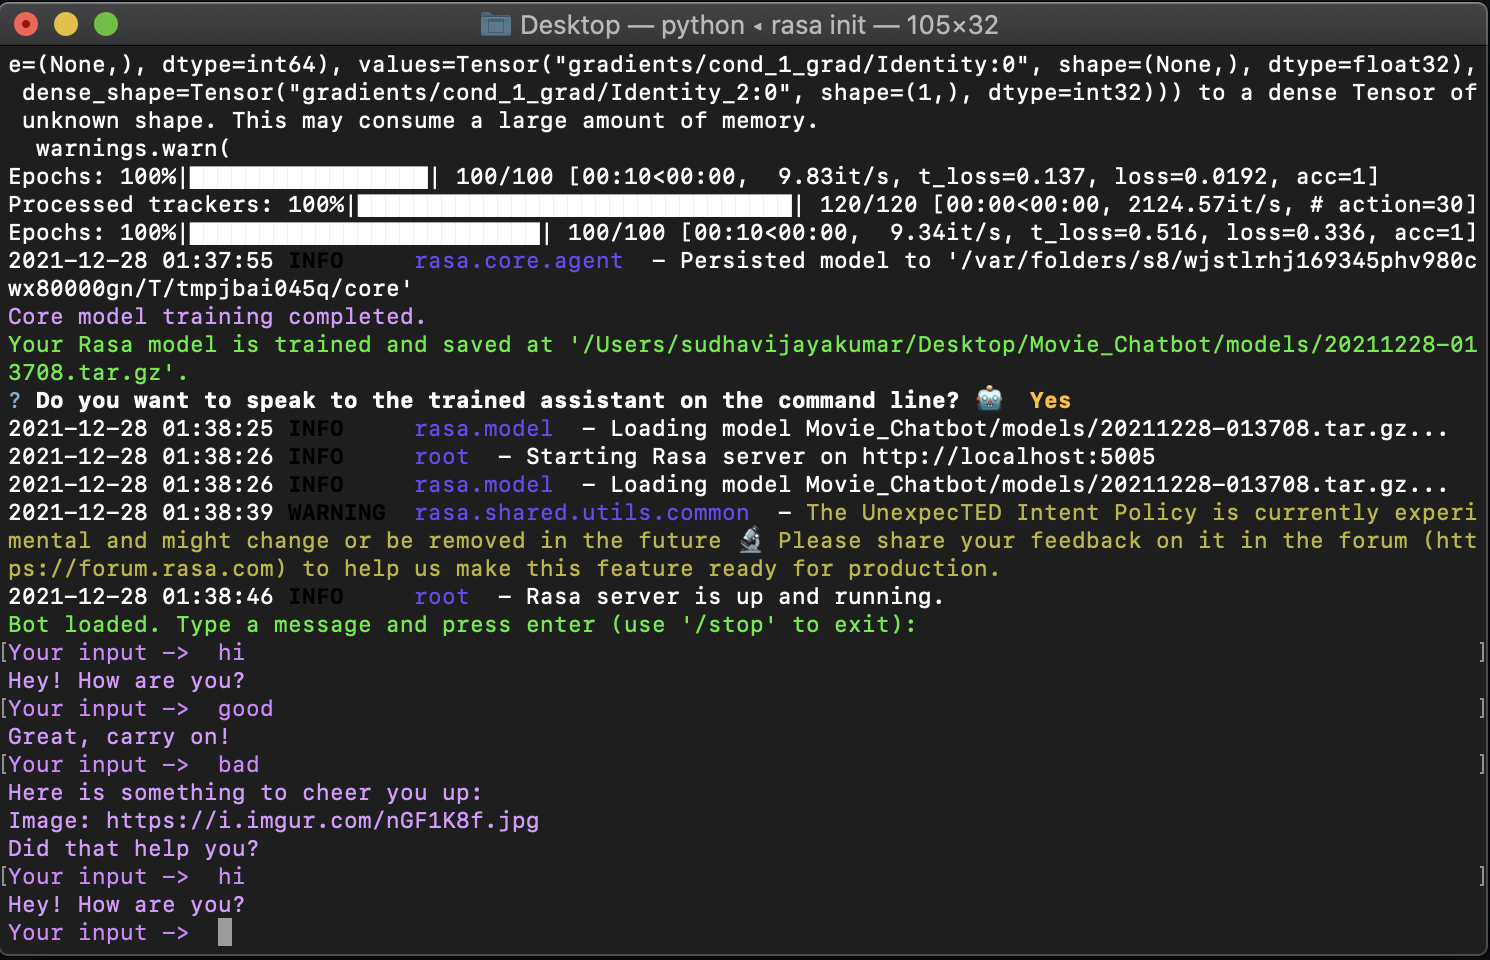 Desktop — python ◂ rasa init — 105×32
e=(None,), dtype=int64), values=Tensor("gradients/cond_1_grad/Identity:0", shape=(None,), dtype=float32),
dense_shape=Tensor("gradients/cond_1_grad/Identity_2:0", shape=(1,), dtype=int32))) to a dense Tensor of
unknown shape. This may consume a large amount of memory.
warnings.warn(
Epochs: 100%|█████████████████| 100/100 [00:10<00:00,  9.83it/s, t_loss=0.137, loss=0.0192, acc=1]
Processed trackers: 100%|███████████████████████████████| 120/120 [00:00<00:00, 2124.57it/s, # action=30]
Epochs: 100%|█████████████████████████| 100/100 [00:10<00:00,  9.34it/s, t_loss=0.516, loss=0.336, acc=1]
2021-12-28 01:37:55 INFO     rasa.core.agent  - Persisted model to '/var/folders/s8/wjstlrhj169345phv980c
wx80000gn/T/tmpjbai045q/core'
Core model training completed.
Your Rasa model is trained and saved at '/Users/sudhavijayakumar/Desktop/Movie_Chatbot/models/20211228-01
3708.tar.gz'.
? Do you want to speak to the trained assistant on the command line? 🤖  Yes
2021-12-28 01:38:25 INFO     rasa.model  - Loading model Movie_Chatbot/models/20211228-013708.tar.gz...
2021-12-28 01:38:26 INFO     root  - Starting Rasa server on http://localhost:5005
2021-12-28 01:38:26 INFO     rasa.model  - Loading model Movie_Chatbot/models/20211228-013708.tar.gz...
2021-12-28 01:38:39 WARNING  rasa.shared.utils.common  - The UnexpecTED Intent Policy is currently experi
mental and might change or be removed in the future 🔬 Please share your feedback on it in the forum (htt
ps://forum.rasa.com) to help us make this feature ready for production.
2021-12-28 01:38:46 INFO     root  - Rasa server is up and running.
Bot loaded. Type a message and press enter (use '/stop' to exit):
[Your input ->  hi ]
Hey! How are you?
[Your input ->  good ]
Great, carry on!
[Your input ->  bad ]
Here is something to cheer you up:
Image: https://i.imgur.com/nGF1K8f.jpg
Did that help you?
[Your input ->  hi ]
Hey! How are you?
Your input ->